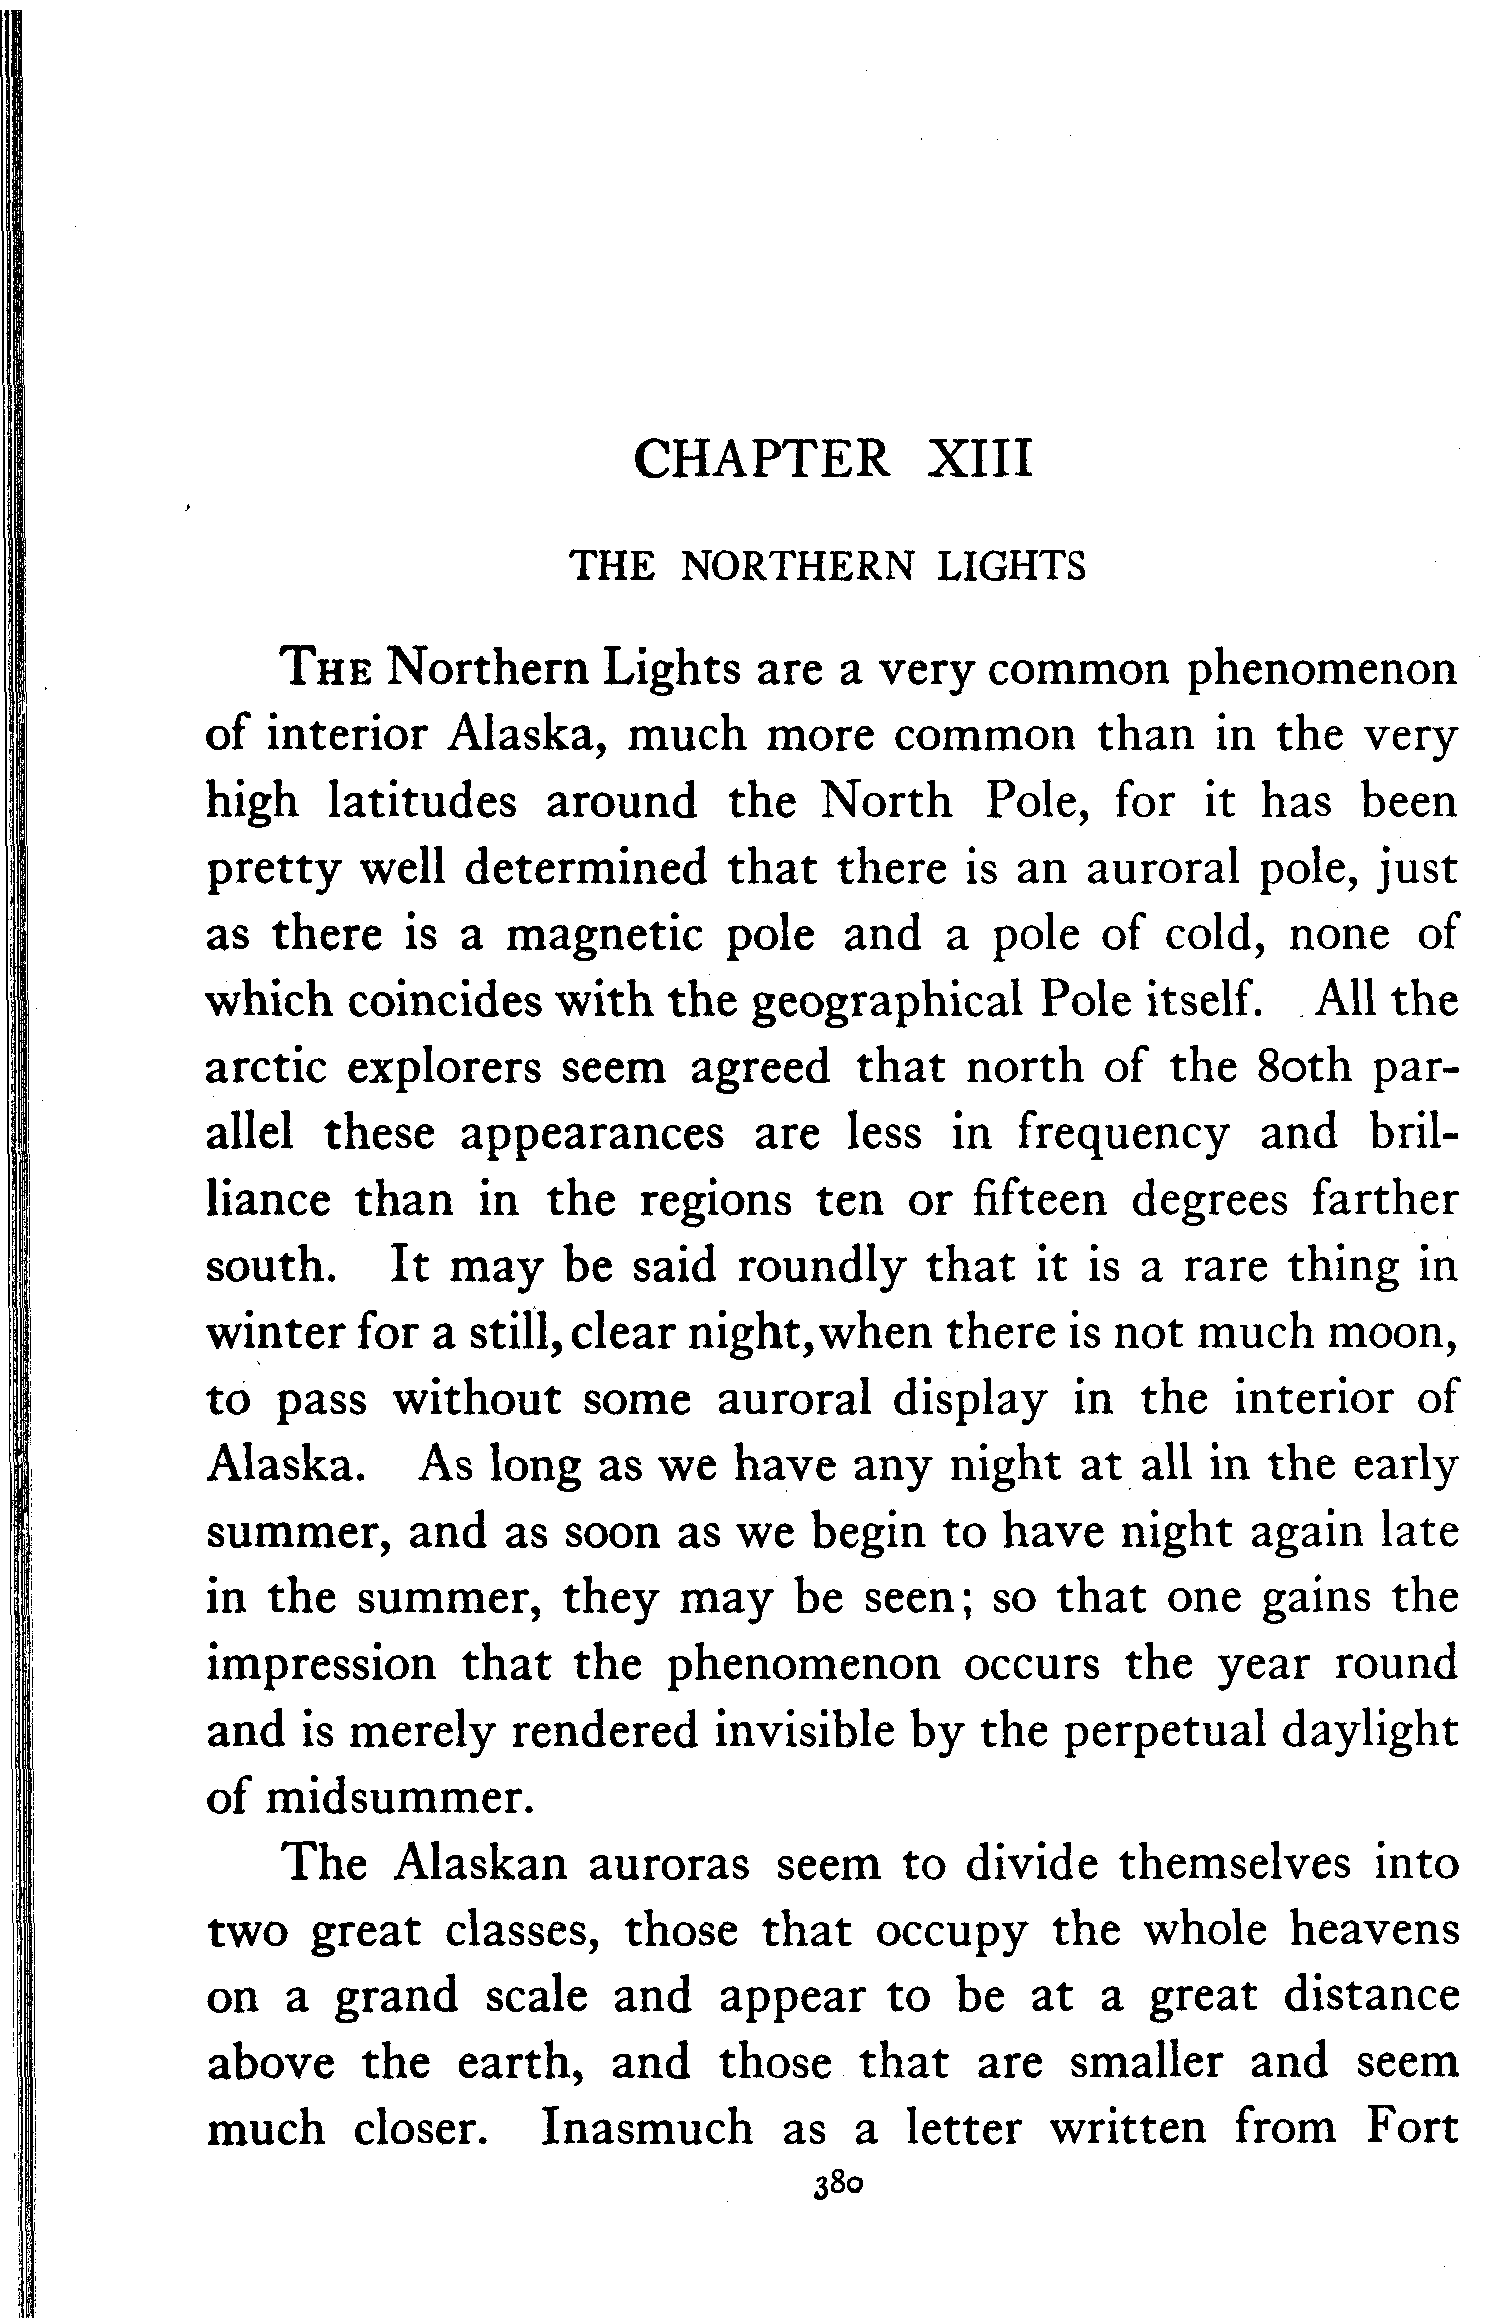 CHAPTER XIII
THE NORTHERN LIGHTS
THE Northern Lights are a very common phenomenon
of interior Alaska, much more common than in the very
high latitudes around the North Pole, for it has been
pretty well determined that there is an auroral pole, just
as there is a magnetic pole and a pole of cold, none of
which coincides with the geographical Pole itself. All the
arctic explorers seem agreed that north of the 80th par-
allel these appearances are less in frequency and bril-
liance than in the regions ten or fifteen degrees farther
south. It may be said roundly that it is a rare thing in
winter for a still, clear night, when there is not much moon,
to pass without some auroral display in the interior of
Alaska. As long as we have any night at all in the early
summer, and as soon as we begin to have night again late
in the summer, they may be seen; so that one gains the
impression that the phenomenon occurs the year round
and is merely rendered invisible by the perpetual daylight
of midsummer.
The Alaskan auroras seem to divide themselves into
two great classes, those that occupy the whole heavens
on a grand scale and appear to be at a great distance
above the earth, and those that are smaller and seem
much closer. Inasmuch as a letter written from Fort
380